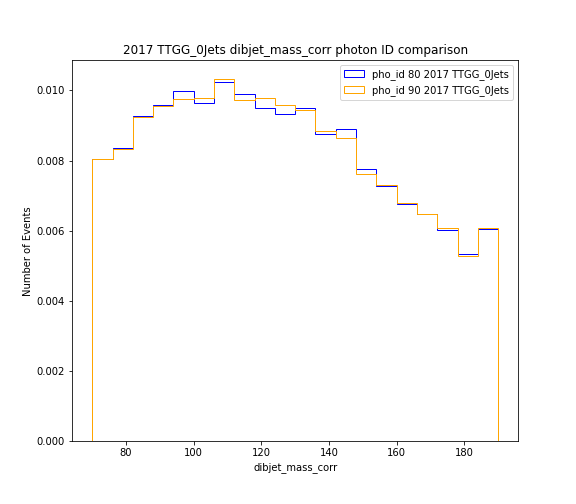 2017 TTGG_0Jets dibjet_mass_corr photon ID comparison
pho_id 80 2017 TTGG_0Jets
pho_id 90 2017 TTGG_0Jets
Number of Events
0.010
0.008
0.006
0.004
0.002
0.000
80 100 120 140 160 180
dibjet_mass_corr